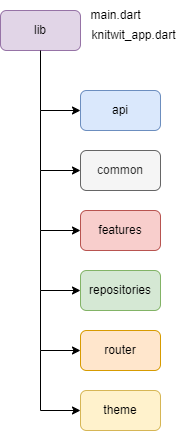 main.dart
lib
knitwit_app.dart
api
common
features
repositories
router
theme